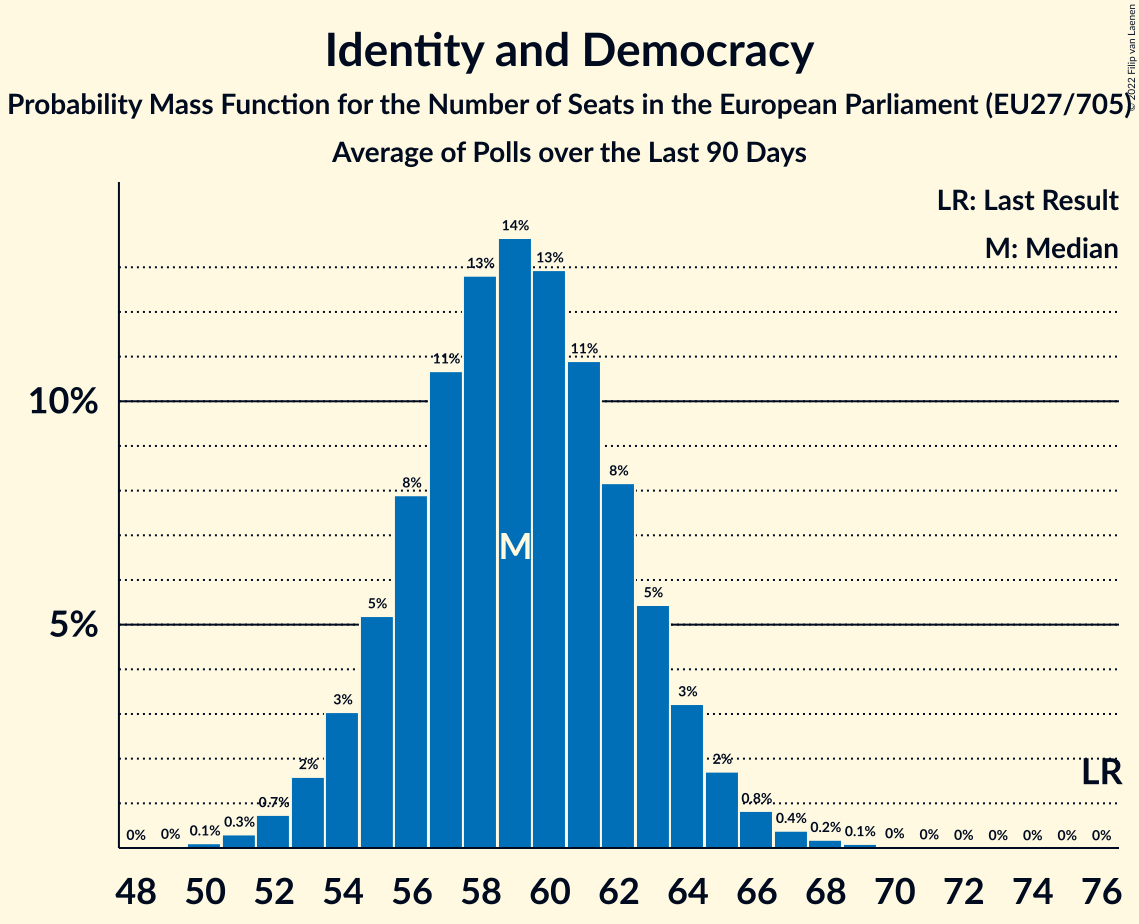 Identity and Democracy
Probability Mass Function for the Number of Seats in the European Parliament (EU27/705)
Average of Polls over the Last 90 Days
© 2022 Filip van Laenen
LR: Last Result
M: Median
14%
13%
13%
11%
11%
10%
8%
8%
M
5%
5%
5%
3%
3%
2%
2%
LR
0.7%
0.8%
0% 0% 0.1% 0.3% 0.4% 0.2% 0.1% 0% 0% 0% 0% 0% 0% 0%
48 50 52 54 56 58 60 62 64 66 68 70 72 74 76